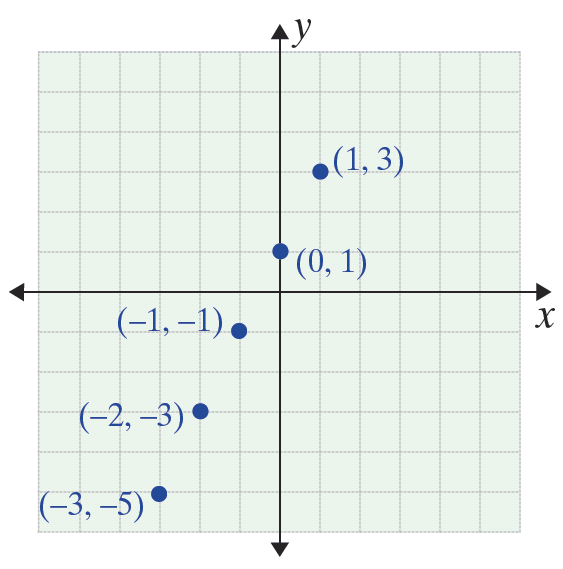 y
(1, 3)
(0, 1)
x
(–1, –1)
(–2, –3)
(–3, –5)